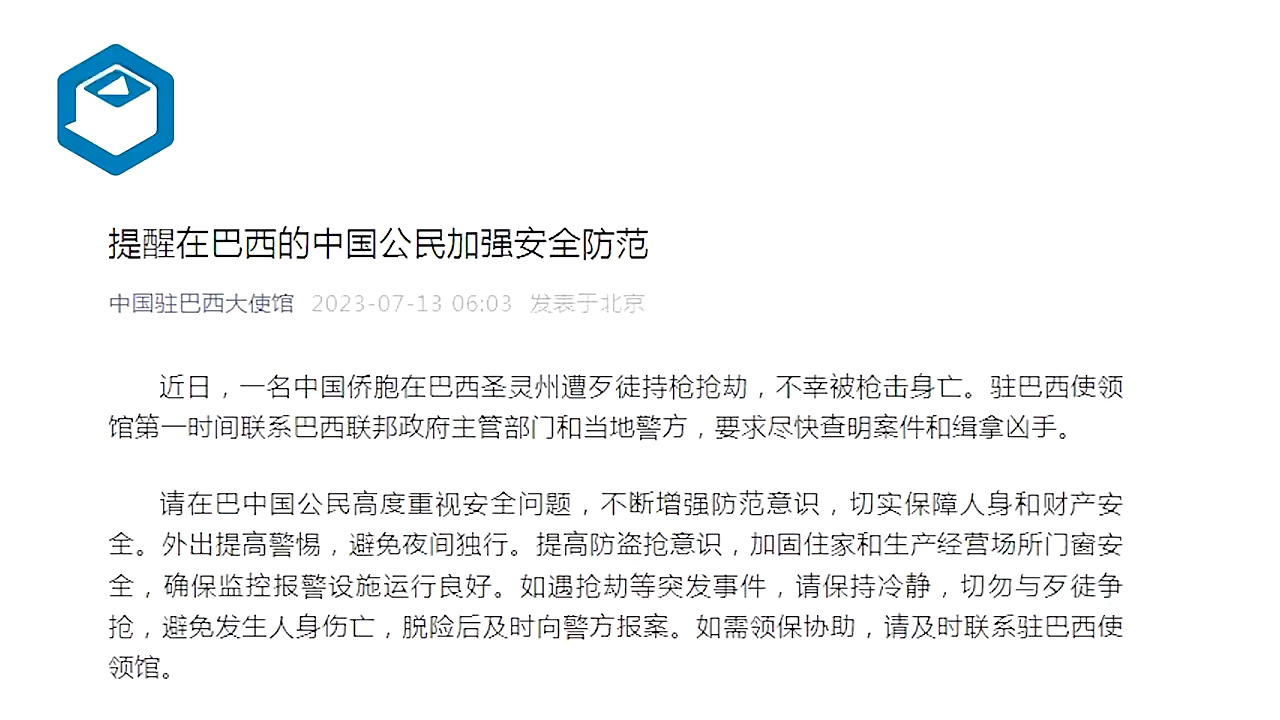 提醒在巴西的中国公民加强安全防范
中国驻巴西大使馆 2023-07-13 06:03 发表于北京
近日，一名中国侨胞在巴西圣灵州遭歹徒持枪抢劫，不幸被枪击身亡。驻巴西使领
馆第一时间联系巴西联邦政府主管部门和当地警方，要求尽快查明案件和缉拿凶手。
请在巴中国公民高度重视安全问题，不断增强防范意识，切实保障人身和财产安
全。外出提高警惕，避免夜间独行。提高防盗抢意识，加固住家和生产经营场所门窗安
全，确保监控报警设施运行良好。如遇抢劫等突发事件，请保持冷静，切勿与歹徒争
抢，避免发生人身伤亡，脱险后及时向警方报案。如需领保协助，请及时联系驻巴西使
领馆。